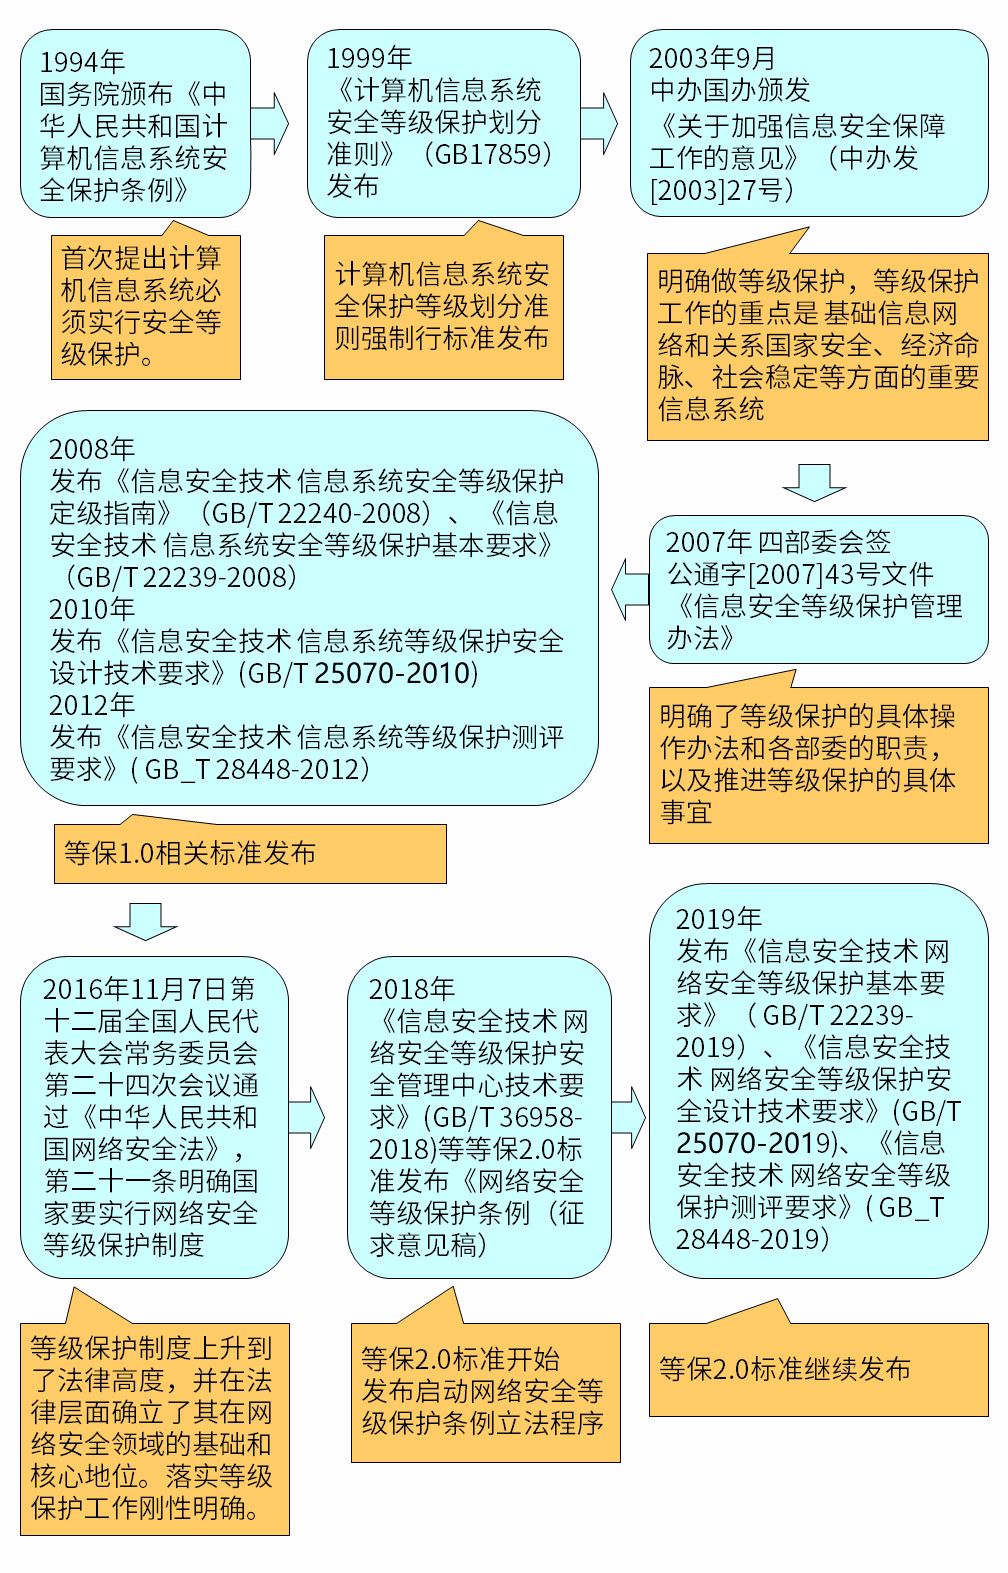 1994年
国务院颁布《中
华人民共和国计
算机信息系统安
全保护条例》
首次提出计算
机信息系统必
须实行安全等
级保护。
1999年
《计算机信息系统
安全等级保护划分
准则》（GB17859）
发布
计算机信息系统安
全保护等级划分准
则强制行标准发布
2003年9月
中办国办颁发
《关于加强信息安全保障
工作的意见》（中办发
[2003]27号）
明确做等级保护，等级保护
工作的重点是 基础信息网
络和关系国家安全、经济命
脉、社会稳定等方面的重要
信息系统
2007年 四部委会签
公通字[2007]43号文件
《信息安全等级保护管理
办法》
明确了等级保护的具体操
作办法和各部委的职责，
以及推进等级保护的具体
事宜
2008年
发布《信息安全技术 信息系统安全等级保护
定级指南》（GB/T 22240-2008）、《信息
安全技术 信息系统安全等级保护基本要求》
（GB/T 22239-2008）
2010年
发布《信息安全技术 信息系统等级保护安全
设计技术要求》(GB/T 25070-2010)
2012年
发布《信息安全技术 信息系统等级保护测评
要求》( GB_T 28448-2012）
等保1.0相关标准发布
2016年11月7日第
十二届全国人民代
表大会常务委员会
第二十四次会议通
过《中华人民共和
国网络安全法》，
第二十一条明确国
家要实行网络安全
等级保护制度
等级保护制度上升到
了法律高度，并在法
律层面确立了其在网
络安全领域的基础和
核心地位。落实等级
保护工作刚性明确。
2018年
《信息安全技术 网
络安全等级保护安
全管理中心技术要
求》(GB/T 36958-
2018)等等保2.0标
准发布《网络安全
等级保护条例（征
求意见稿）
等保2.0标准开始
发布启动网络安全等
级保护条例立法程序
2019年
发布《信息安全技术 网
络安全等级保护基本要
求》（ GB/T 22239-
2019）、《信息安全技
术 网络安全等级保护安
全设计技术要求》(GB/T
25070-2019)、《信息
安全技术 网络安全等级
保护测评要求》( GB_T
28448-2019）
等保2.0标准继续发布